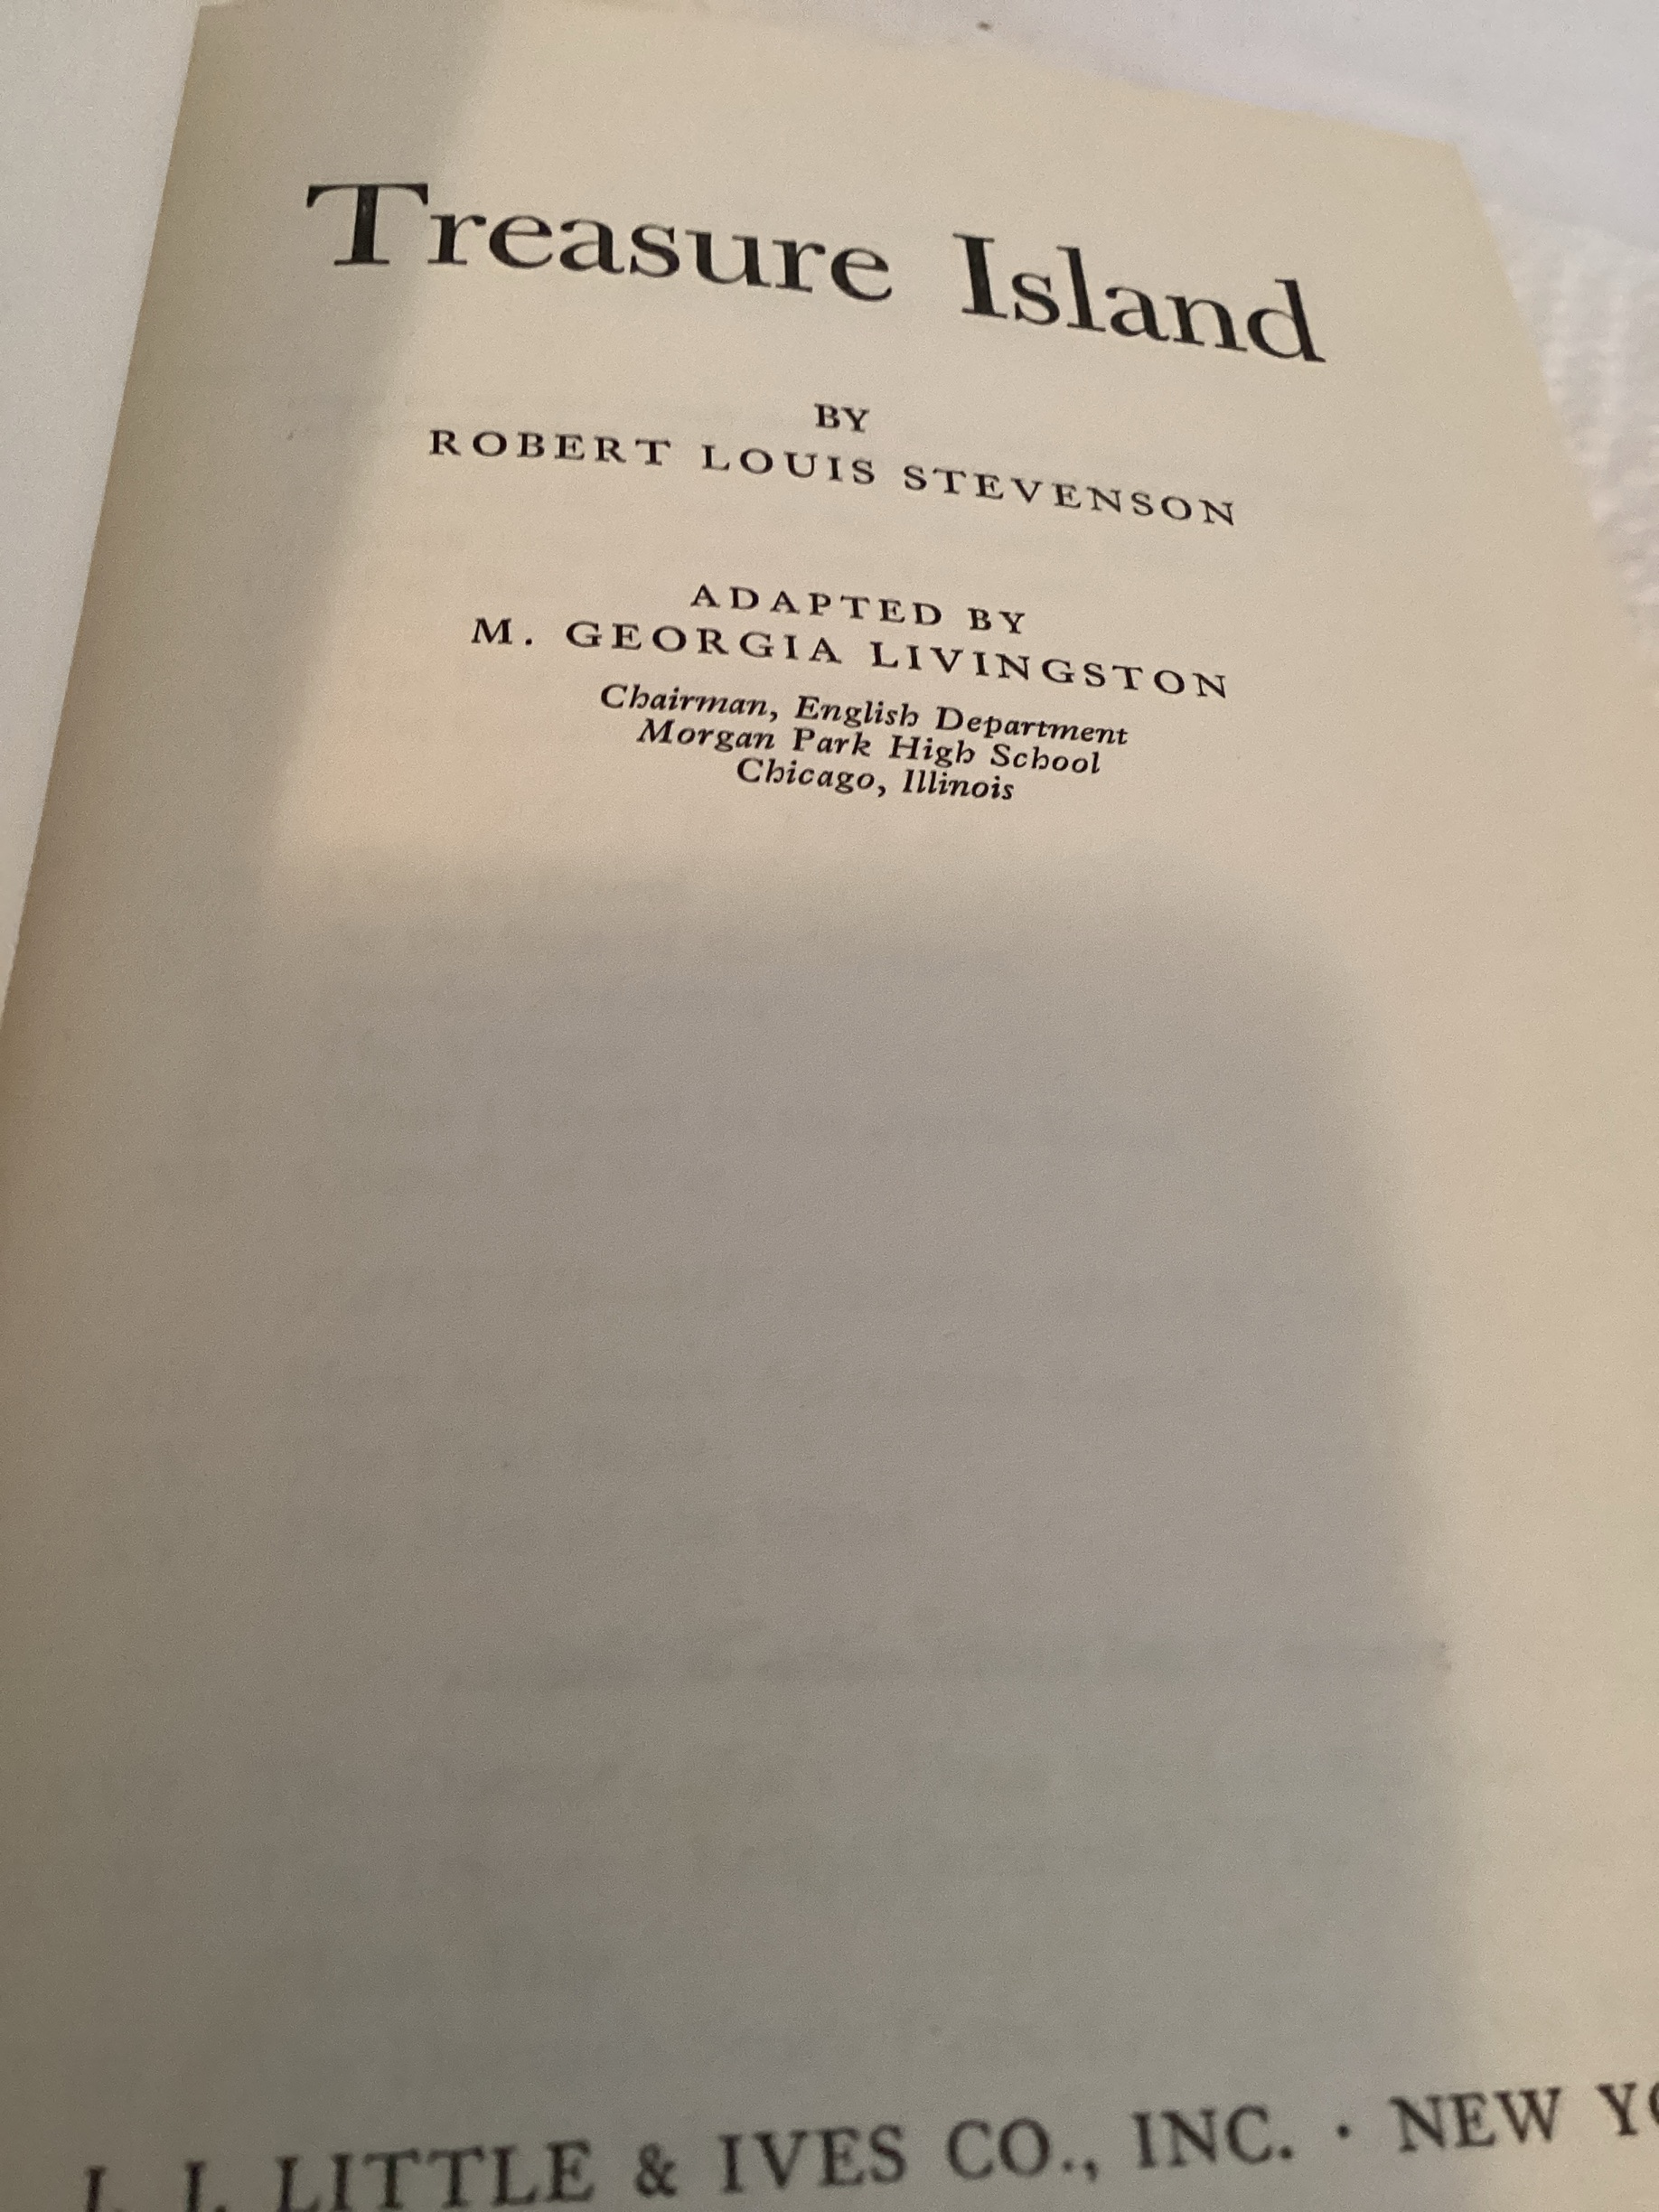 Treasure Island
BY
ROBERT LOUIS STEVENSON
ADAPTED BY
M. GEORGIA LIVINGSTON
Chairman, English Department
Morgan Park High School
Chicago, Illinois
J. J. LITTLE & IVES CO., INC. · NEW YO